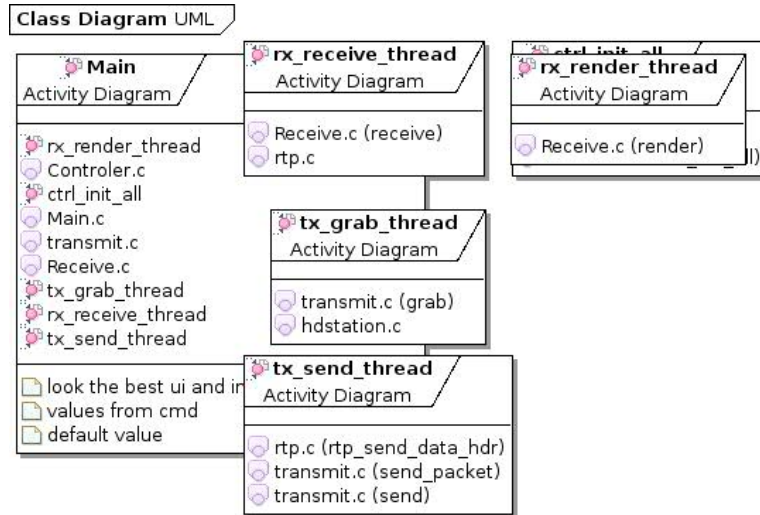 Class Diagram UML
Main
Activity Diagram
rx_render_thread
Controler.c
ctrl_init_all
Main.c
transmit.c
Receive.c
tx_grab_thread
rx_receive_thread
tx_send_thread
look the best ui and in
values from cmd
default value
rx_receive_thread
Activity Diagram
Receive.c (receive)
rtp.c
tx_grab_thread
Activity Diagram
transmit.c (grab)
hdstation.c
tx_send_thread
Activity Diagram
rtp.c (rtp_send_data_hdr)
transmit.c (send_packet)
transmit.c (send)
ctrl_init_all
rx_render_thread
Activity Diagram
Receive.c (render)